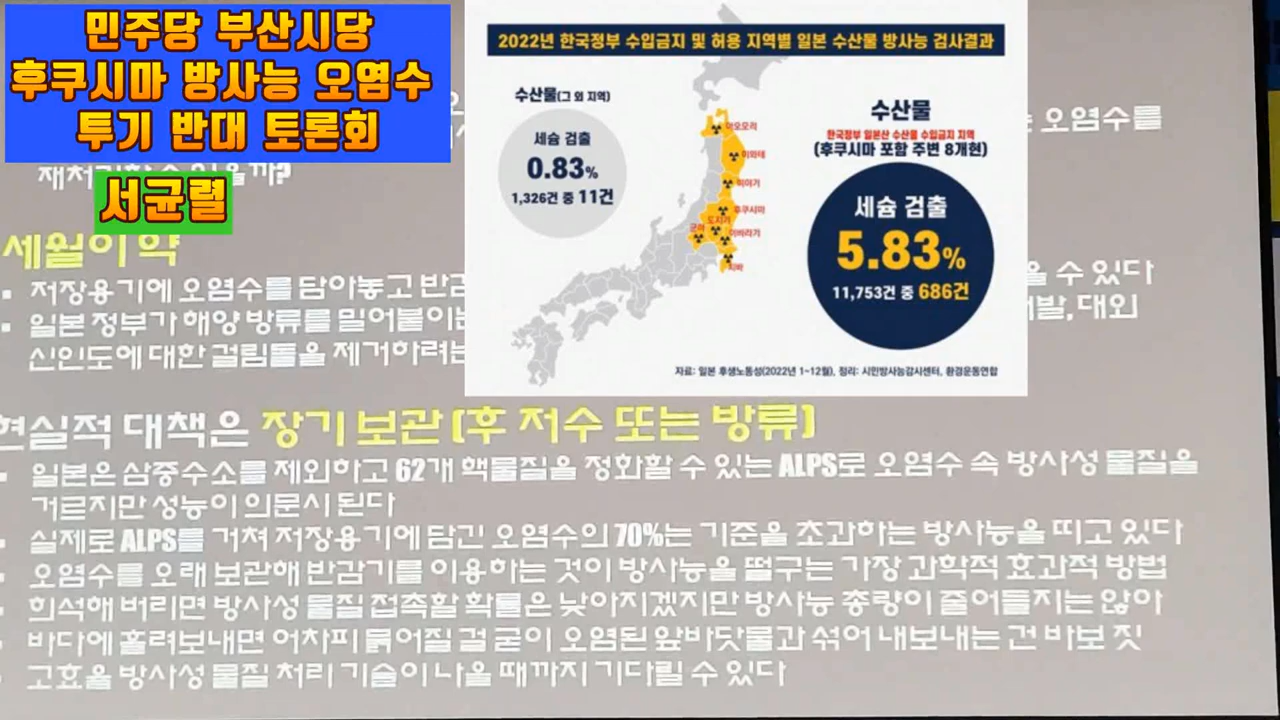 민주당 부산시당
후쿠시마 방사능 오염수
투기 반대 토론회
서균렬
2022년 한국정부 수입금지 및 허용 지역별 일본 수산물 방사능 검사결과
수산물(그 외 지역)
세슘 검출
0.83%
1,326건 중 11건
아오모리
이와테
미야기
후쿠시마
도치기
군마
이바라기
치바
수산물
한국정부 일본산 수산물 수입금지 지역
(후쿠시마 포함 주변 8개현)
세슘 검출
5.83%
11,753건 중 686건
자료: 일본 후생노동성(2022년 1~12월), 정리: 시민방사능감시센터, 환경운동연합
오염수를
세월이 약
▪ 저장용기에 오염수를 담아놓고 수 있다
▪ 일본 정부가 해양 방류를 대외
신인도에 대한 걸림돌을 제거하려는
현실적 대책은 장기 보관 (후 저수 또는 방류)
▪ 일본은 삼중수소를 제외하고 62개 핵물질을 정화할 수 있는 ALPS로 오염수 속 방사성 물질을
거르지만 성능이 의문시 된다
▪ 실제로 ALPS를 거쳐 저장용기에 담긴 오염수의 70%는 기준을 초과하는 방사능을 띠고 있다
▪ 오염수를 오래 보관해 반감기를 이용하는 것이 방사능을 떨구는 가장 과학적 효과적 방법
▪ 희석해 버리면 방사성 물질 접촉할 확률은 낮아지겠지만 방사능 총량이 줄어들지는 않아
▪ 바다에 흘려보내면 어차피 묽어질 걸 굳이 오염된 앞바닷물과 섞어 내보내는 건 바보 짓
▪ 고효율 방사성 물질 처리 기술이 나올 때까지 기다릴 수 있다